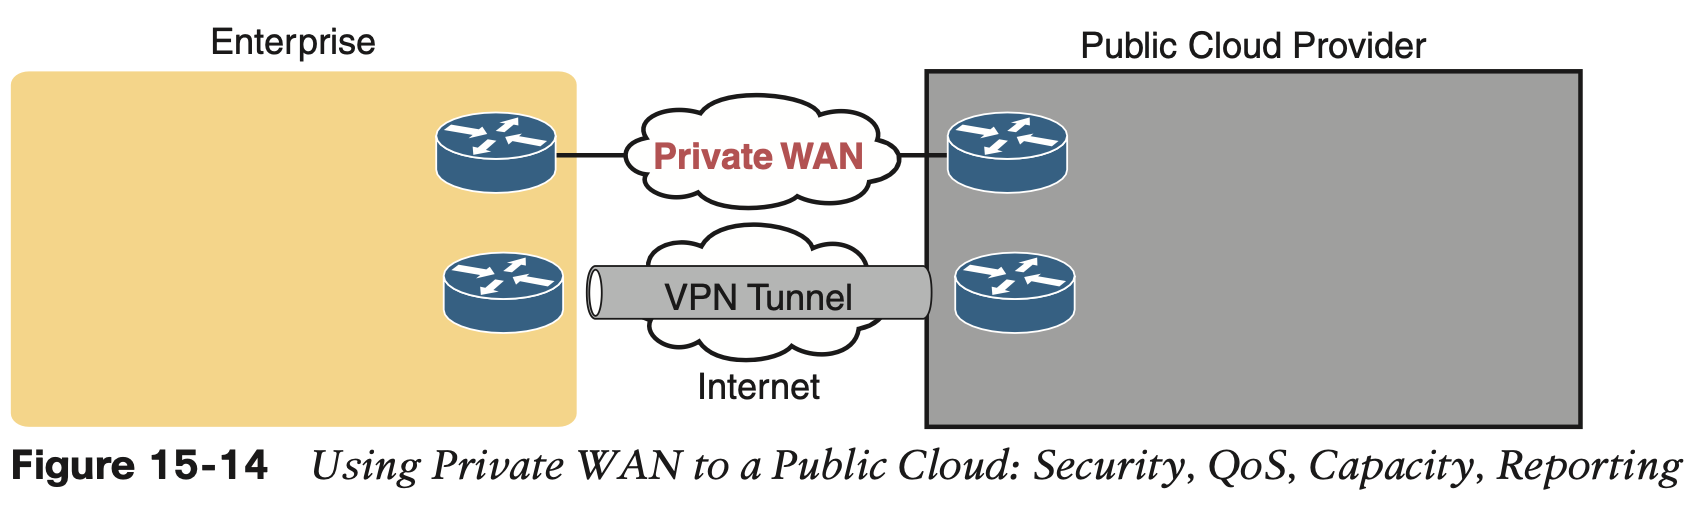 Enterprise
Public Cloud Provider
Private WAN
VPN Tunnel
Internet
Figure 15-14 Using Private WAN to a Public Cloud: Security, QoS, Capacity, Reporting